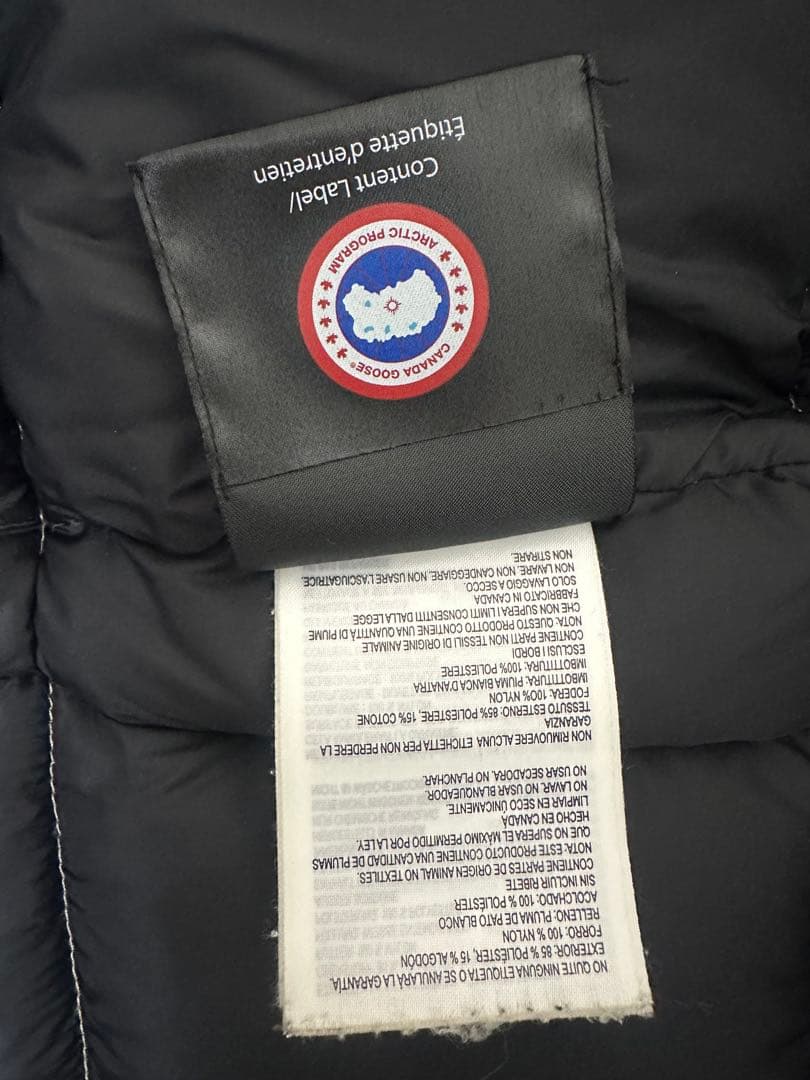 NO QUITE NINGUNA ETIQUETA O SE ANULARÁ LA GARANTÍA.
EXTERIOR: 85 % POLIÉSTER, 15 % ALGODÓN
FORRO: 100 % NYLON
RELLENO: PLUMA DE PATO BLANCO
ACOLCHADO: 100 % POLIÉSTER
SIN INCLUIR RIBETE
CONTIENE PARTES DE ORIGEN ANIMAL NO TEXTILES.
NOTA: ESTE PRODUCTO CONTIENE UNA CANTIDAD DE PLUMAS
QUE NO SUPERA EL MÁXIMO PERMITIDO POR LA LEY.
HECHO EN CANADÁ
LIMPIAR EN SECO ÚNICAMENTE.
NO LAVAR. NO USAR BLANQUEADOR.
NO USAR SECADORA. NO PLANCHAR.
NON RIMUOVERE ALCUNA ETICHETTA PER NON PERDERE LA
GARANZIA
TESSUTO ESTERNO: 85% POLIESTERE, 15% COTONE
FODERA: 100% NYLON
IMBOTTITURA: PIUMA BIANCA D'ANATRA
IMBOTTITURA: 100% POLIESTERE
ESCLUSI I BORDI
CONTIENE PARTI NON TESSILI DI ORIGINE ANIMALE
NOTA: QUESTO PRODOTTO CONTIENE UNA QUANTITÀ DI PIUME
CHE NON SUPERA I LIMITI CONSENTITI DALLA LEGGE
FABBRICATO IN CANADA
SOLO LAVAGGIO A SECCO.
NON LAVARE. NON CANDEGGIARE. NON USARE L'ASCIUGATRICE.
NON STIRARE.
CANADA GOOSE®
ARCTIC PROGRAM
Content Label/
Étiquette d'entretien